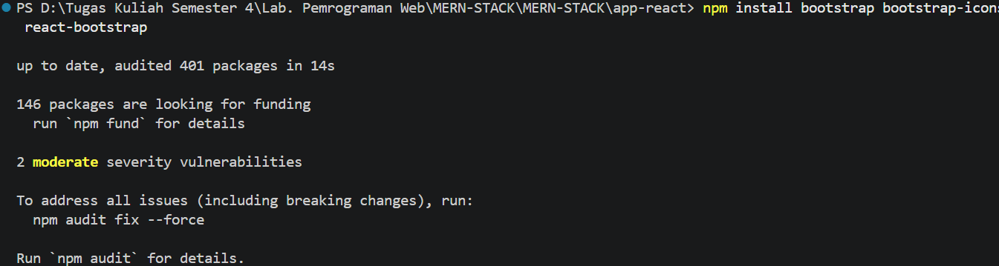 PS D:\Tugas Kuliah Semester 4\Lab. Pemrograman Web\MERN-STACK\MERN-STACK\app-react> npm install bootstrap bootstrap-icons
react-bootstrap
up to date, audited 401 packages in 14s
146 packages are looking for funding
run `npm fund` for details
2 moderate severity vulnerabilities
To address all issues (including breaking changes), run:
npm audit fix --force
Run `npm audit` for details.